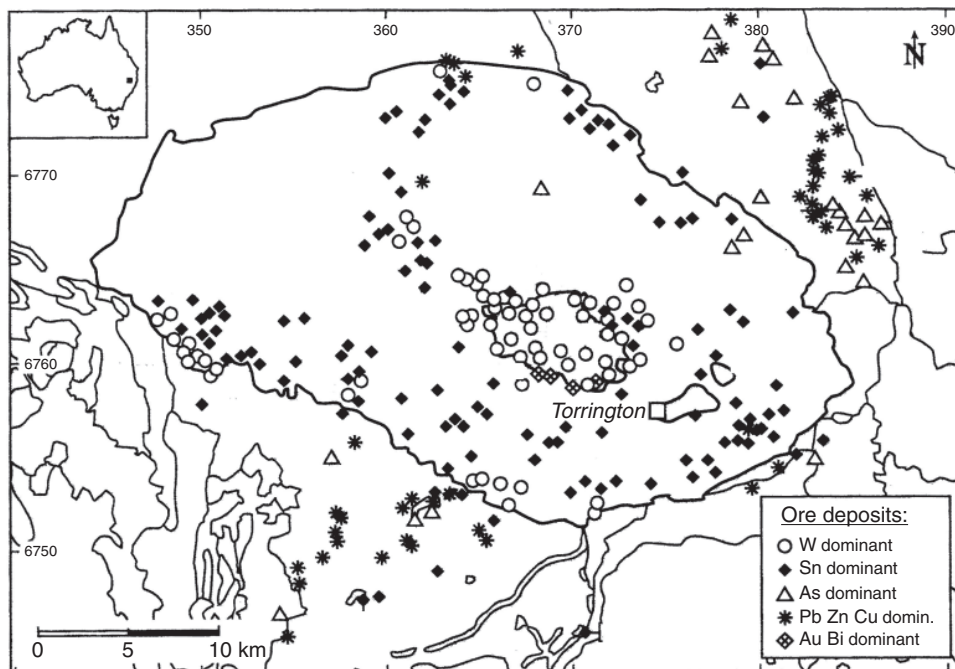 350 360 370 380 390
N
6770
6760
Torrington
6750
Ore deposits:
W dominant
Sn dominant
As dominant
Pb Zn Cu domin.
Au Bi dominant
0 5 10 km